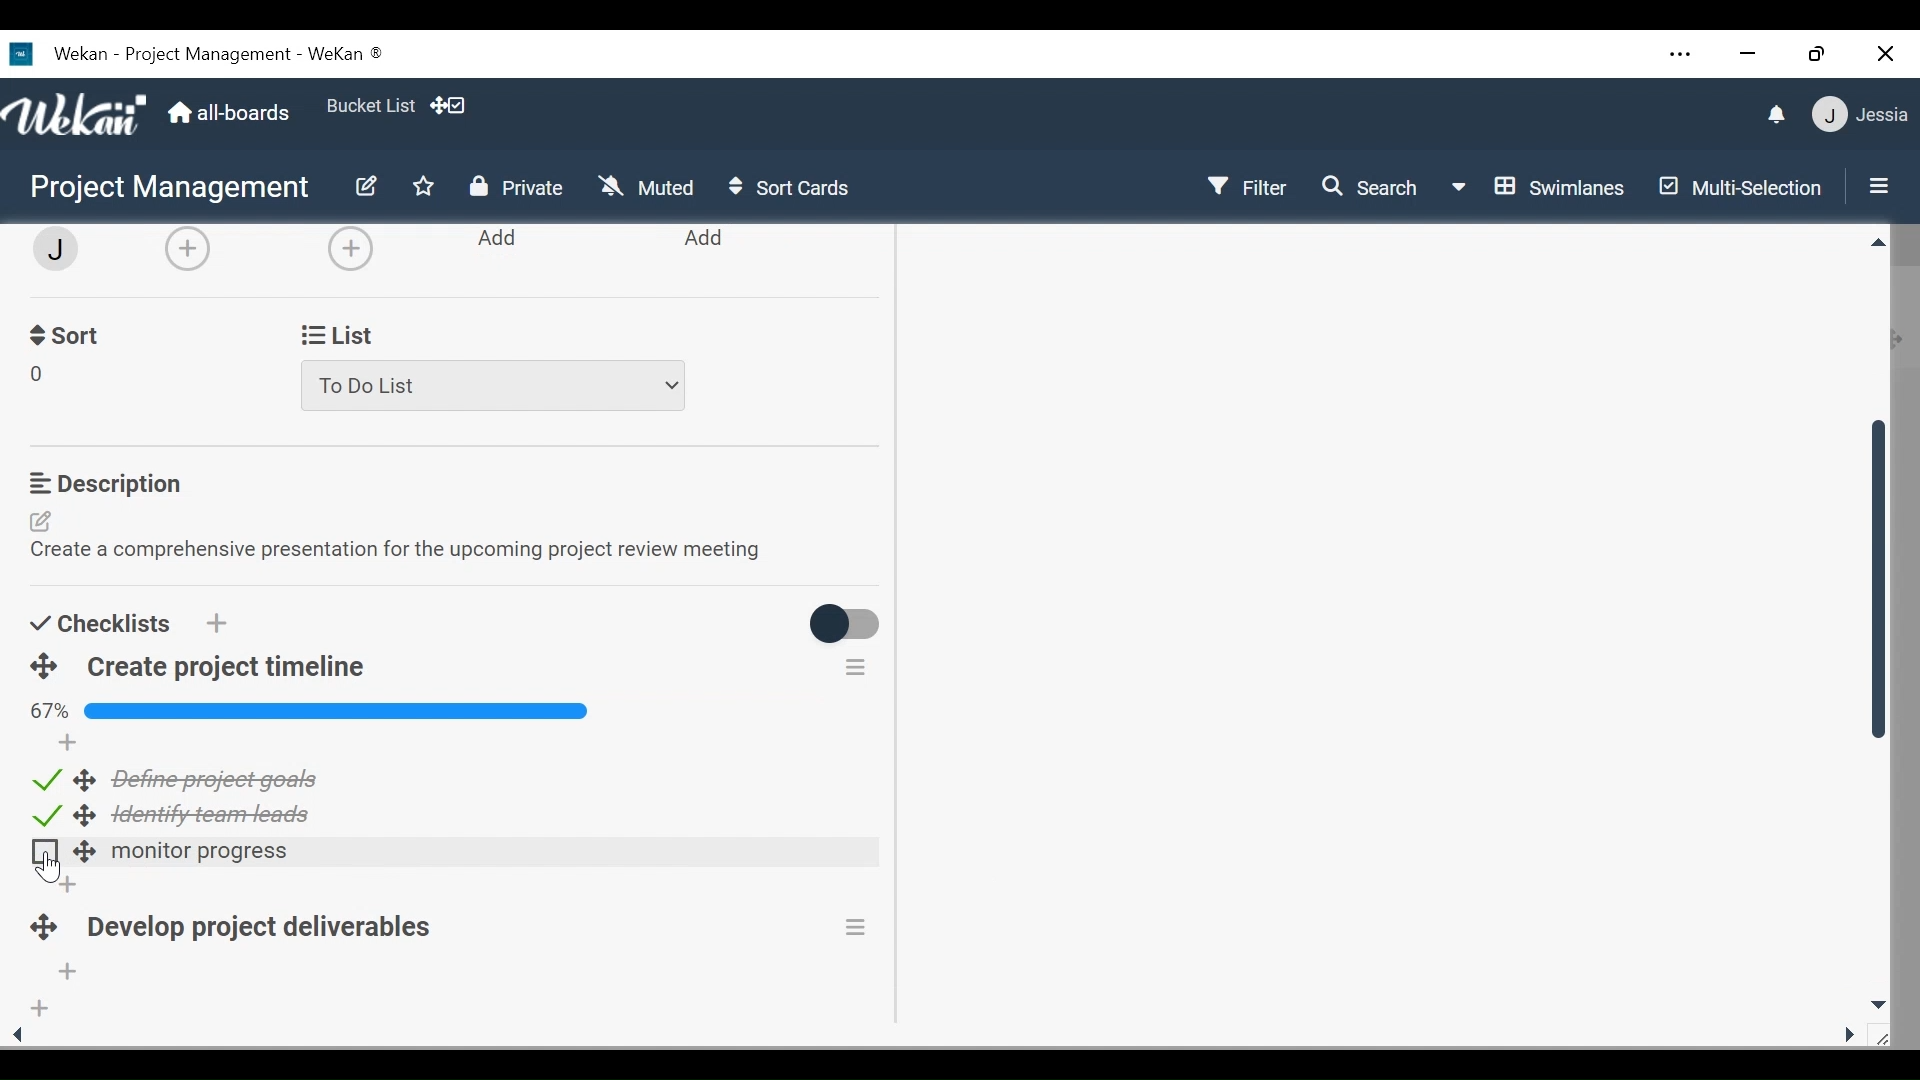 Wekan - Project Management - WeKan ®
Wekan all-boards Bucket List J Jessia
Project Management Private Muted Sort Cards Filter Search Swimlanes Multi-Selection
J Add Add
Sort List
0 To Do List
Description
Create a comprehensive presentation for the upcoming project review meeting
Checklists
Create project timeline
67%
Define project goals
Identify team leads
monitor progress
Develop project deliverables